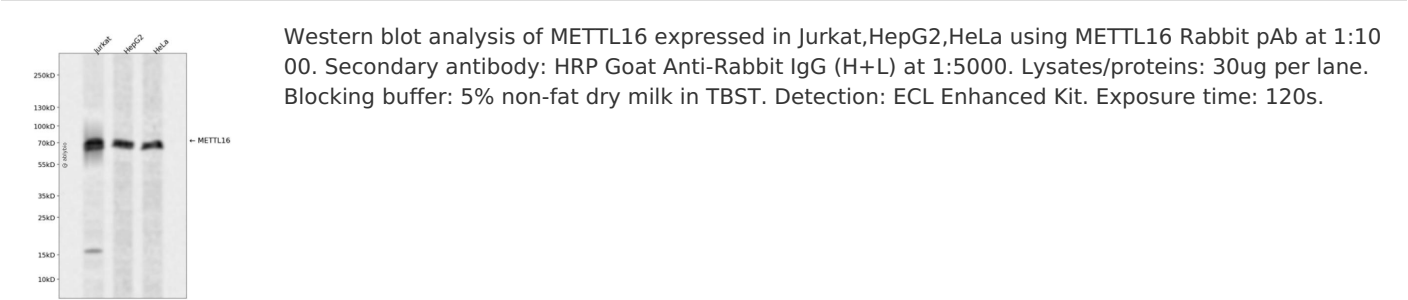 Jurkat
HepG2
HeLa
Western blot analysis of METTL16 expressed in Jurkat,HepG2,HeLa using METTL16 Rabbit pAb at 1:10
00. Secondary antibody: HRP Goat Anti-Rabbit IgG (H+L) at 1:5000. Lysates/proteins: 30ug per lane.
Blocking buffer: 5% non-fat dry milk in TBST. Detection: ECL Enhanced Kit. Exposure time: 120s.
250kD
130kD
100kD
70kD
55kD
35kD
25kD
15kD
10kD
← METTL16